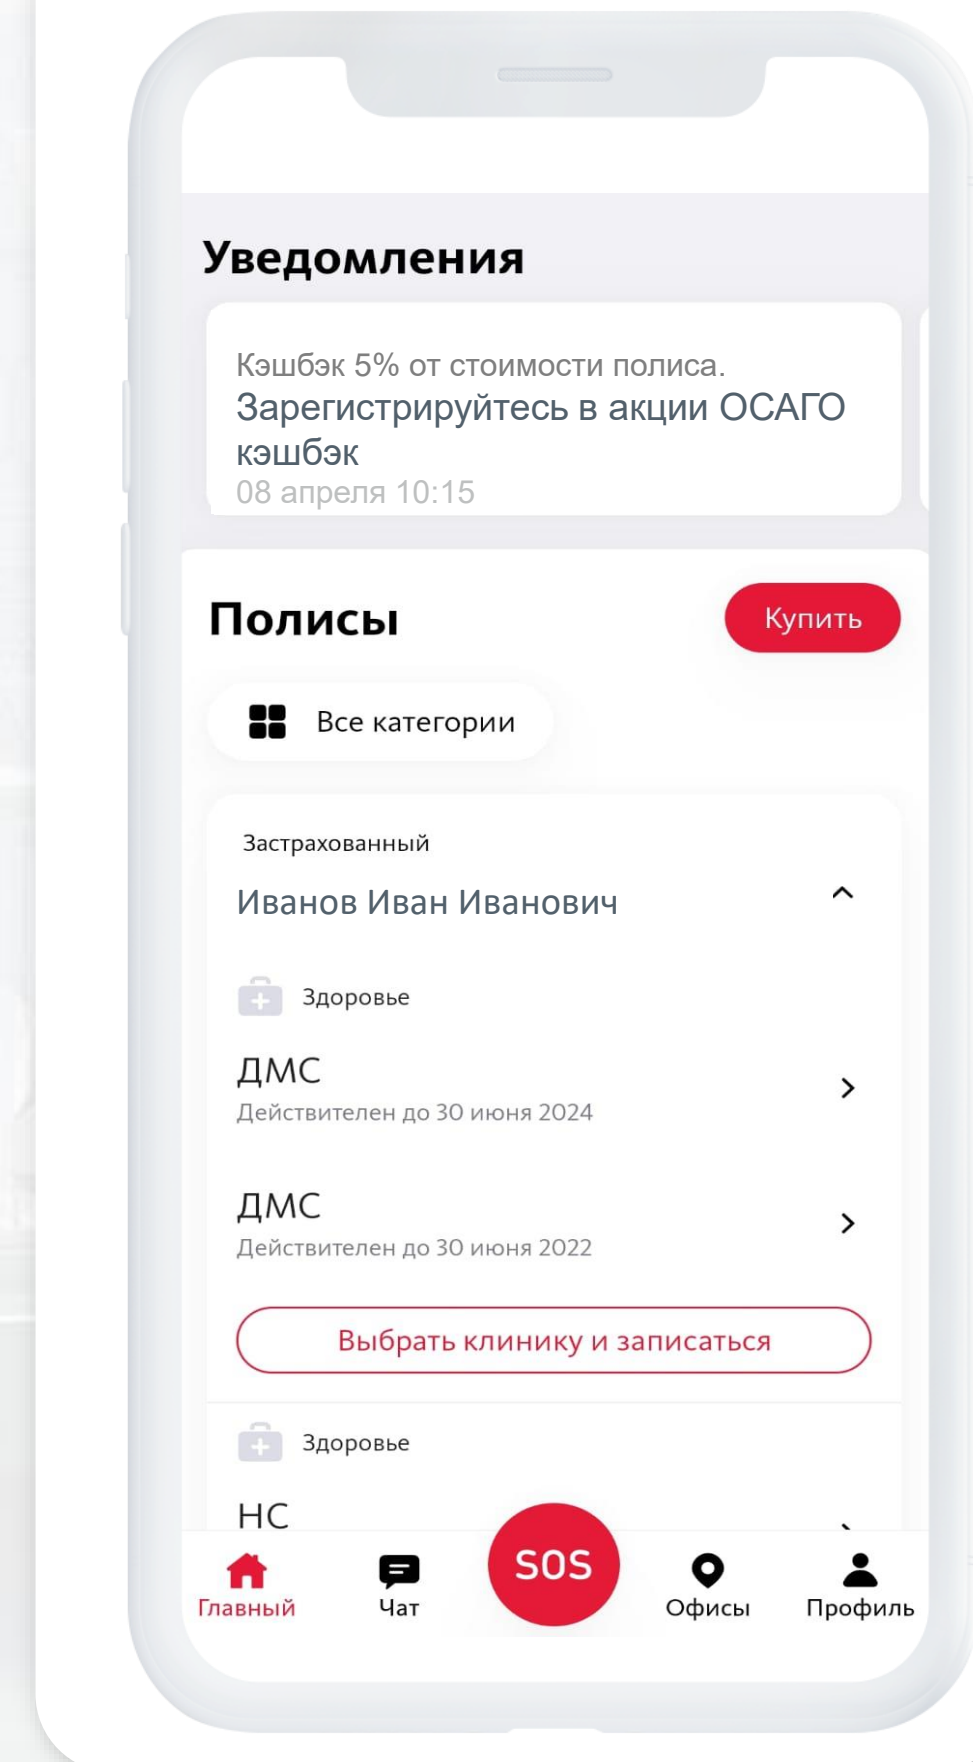 Уведомления
Кэшбэк 5% от стоимости полиса.
Зарегистрируйтесь в акции ОСАГО
кэшбэк
08 апреля 10:15
Полисы
Купить
Все категории
Застрахованный
Иванов Иван Иванович
Здоровье
ДМС
Действителен до 30 июня 2024
ДМС
Действителен до 30 июня 2022
Выбрать клинику и записаться
Здоровье
НС
SOS
Главный
Чат
Офисы
Профиль